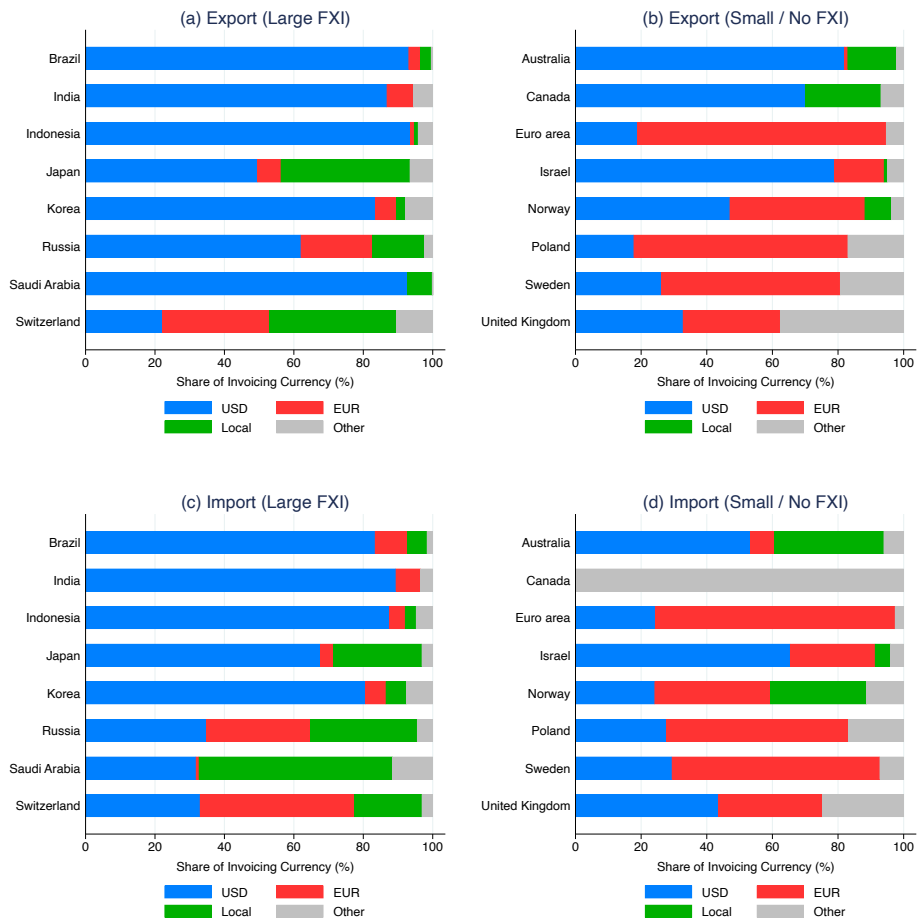 (a) Export (Large FXI)
Brazil
India
Indonesia
Japan
Korea
Russia
Saudi Arabia
Switzerland
0 20 40 60 80 100
Share of Invoicing Currency (%)
USD EUR
Local Other
(b) Export (Small / No FXI)
Australia
Canada
Euro area
Israel
Norway
Poland
Sweden
United Kingdom
0 20 40 60 80 100
Share of Invoicing Currency (%)
USD EUR
Local Other
(c) Import (Large FXI)
Brazil
India
Indonesia
Japan
Korea
Russia
Saudi Arabia
Switzerland
0 20 40 60 80 100
Share of Invoicing Currency (%)
USD EUR
Local Other
(d) Import (Small / No FXI)
Australia
Canada
Euro area
Israel
Norway
Poland
Sweden
United Kingdom
0 20 40 60 80 100
Share of Invoicing Currency (%)
USD EUR
Local Other